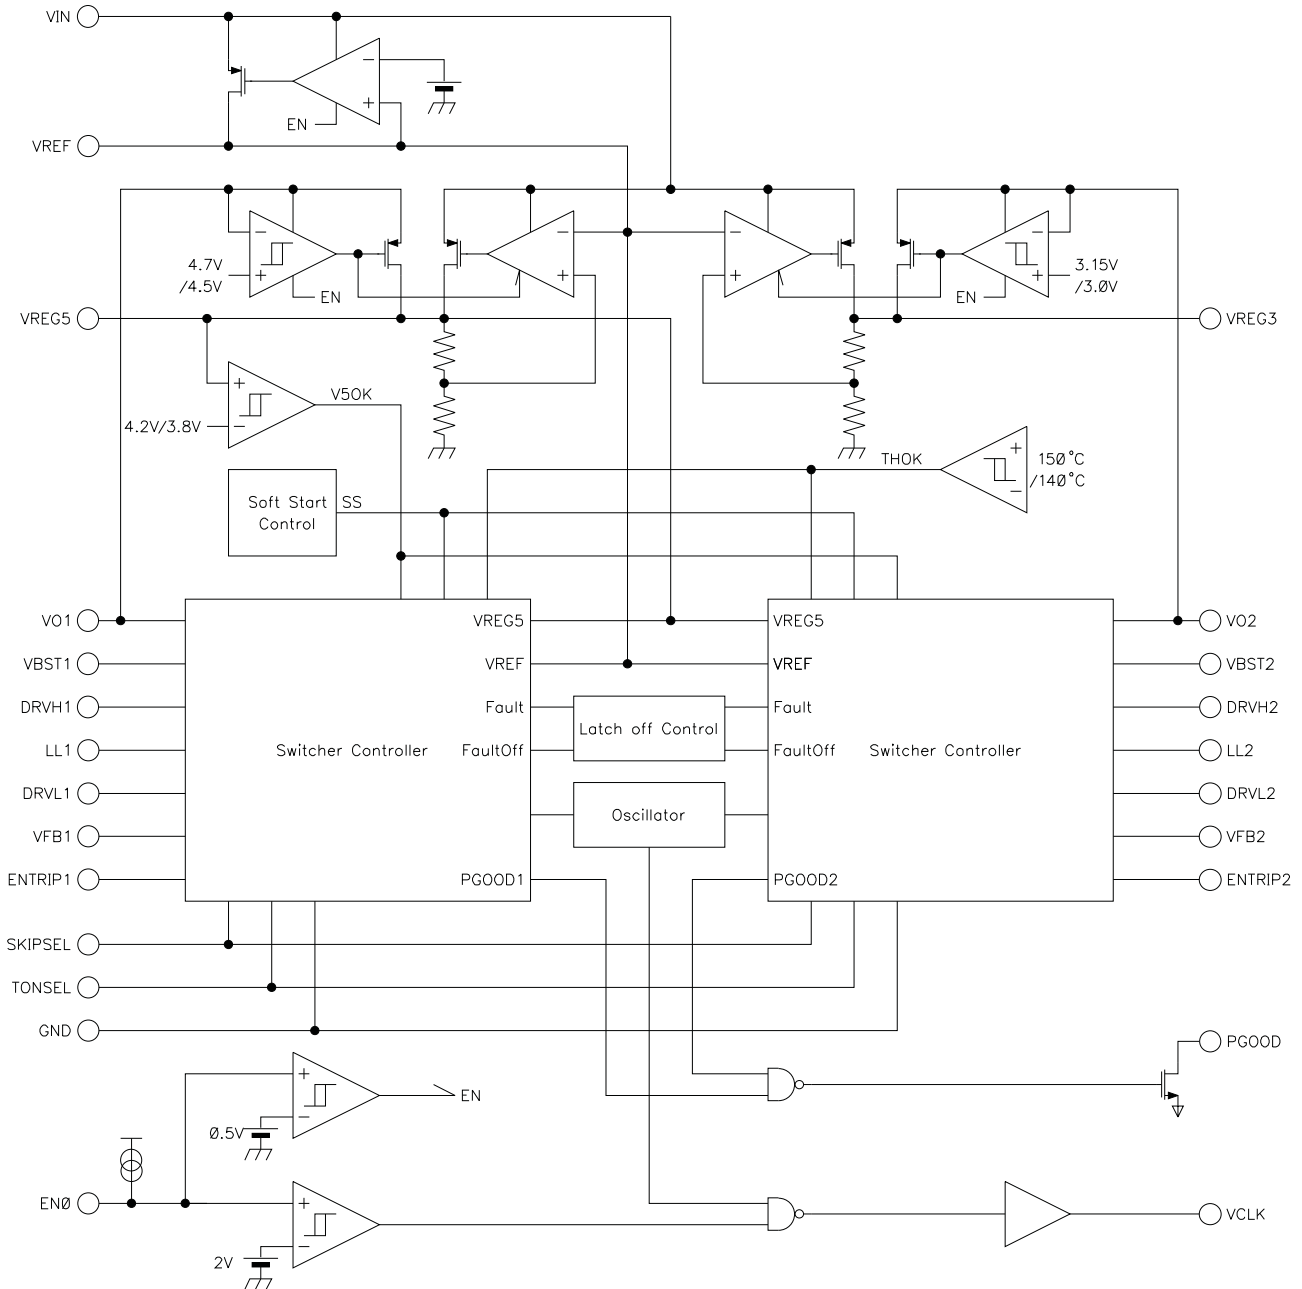 VIN
−
+
EN
VREF
−
4.7V
/4.5V
+
EN
−
+
−
+
−
3.15V
/3.0V
+
EN
VREG5
VREG3
+
V5OK
4.2V/3.8V
−
THOK
+
150°C
/140°C
−
Soft Start
Control
SS
VO1
VREG5
VREG5
VO2
VBST1
VREF
VREF
VBST2
DRVH1
Fault
Fault
DRVH2
Latch off Control
LL1
Switcher Controller
FaultOff
FaultOff
Switcher Controller
LL2
DRVL1
Oscillator
DRVL2
VFB1
VFB2
ENTRIP1
PGOOD1
PGOOD2
ENTRIP2
SKIPSEL
TONSEL
GND
PGOOD
+
EN
−
0.5V
EN0
+
VCLK
−
2V